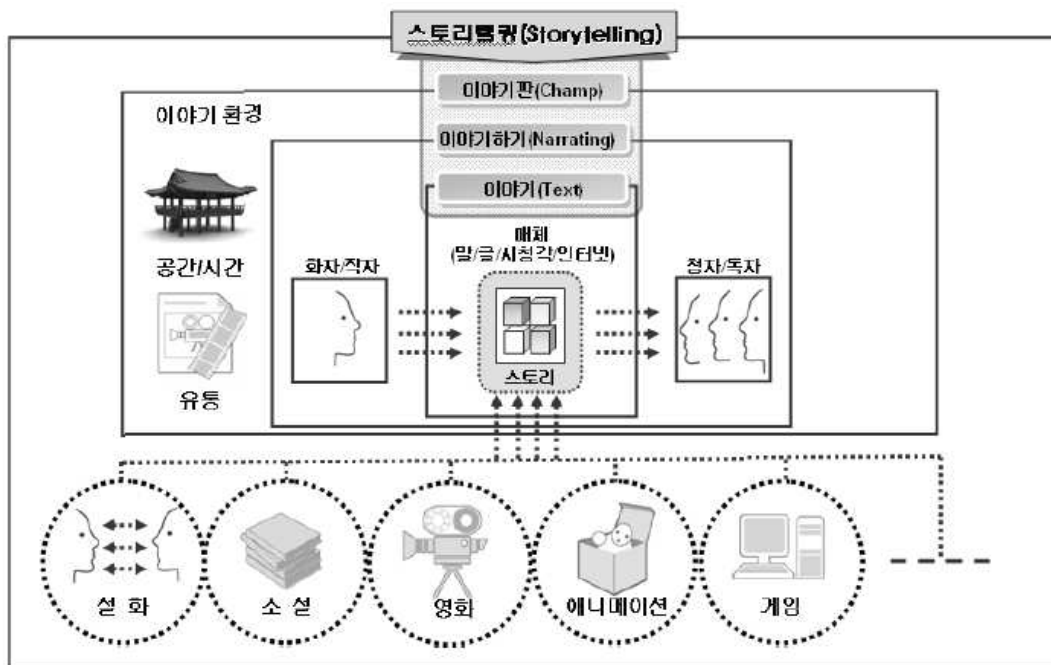 스토리텔링(Storytelling)
이야기판(Champ)
이야기 환경
이야기하기(Narrating)
이야기(Text)
매체
(말/글/시청각/인터넷)
공간/시간
화자/작자
청자/독자
스토리
유통
설 화
소 설
영화
애니메이션
게임